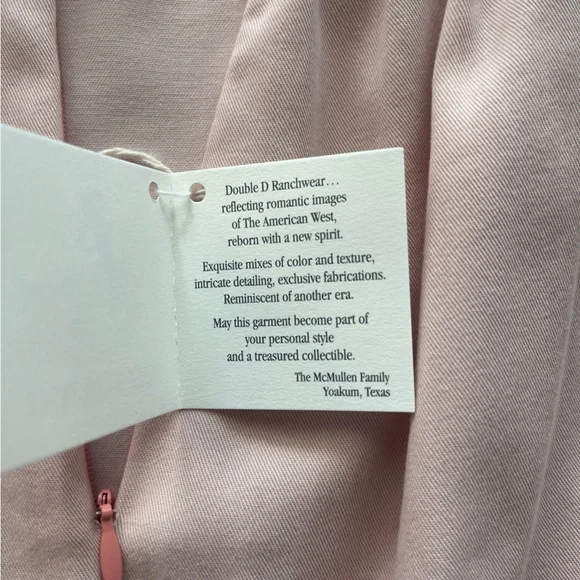 Double D Ranchwear...
reflecting romantic images
of The American West,
reborn with a new spirit.
Exquisite mixes of color and texture,
intricate detailing, exclusive fabrications.
Reminiscent of another era.
May this garment become part of
your personal style
and a treasured collectible.
The McMullen Family
Yoakum, Texas